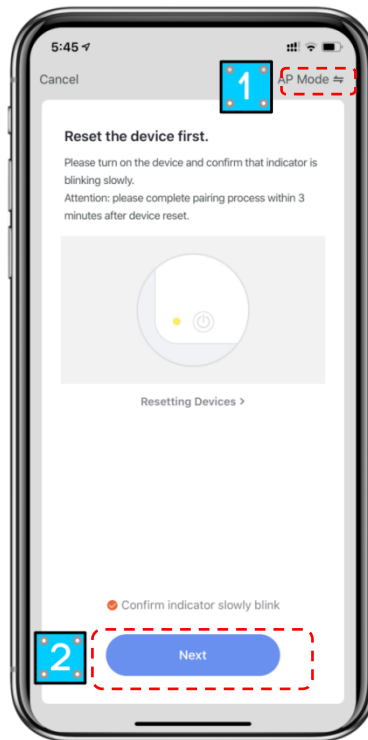 5:45
Cancel
1
AP Mode
Reset the device first.
Please turn on the device and confirm that indicator is
blinking slowly.
Attention: please complete pairing process within 3
minutes after device reset.
Resetting Devices >
Confirm indicator slowly blink
2
Next